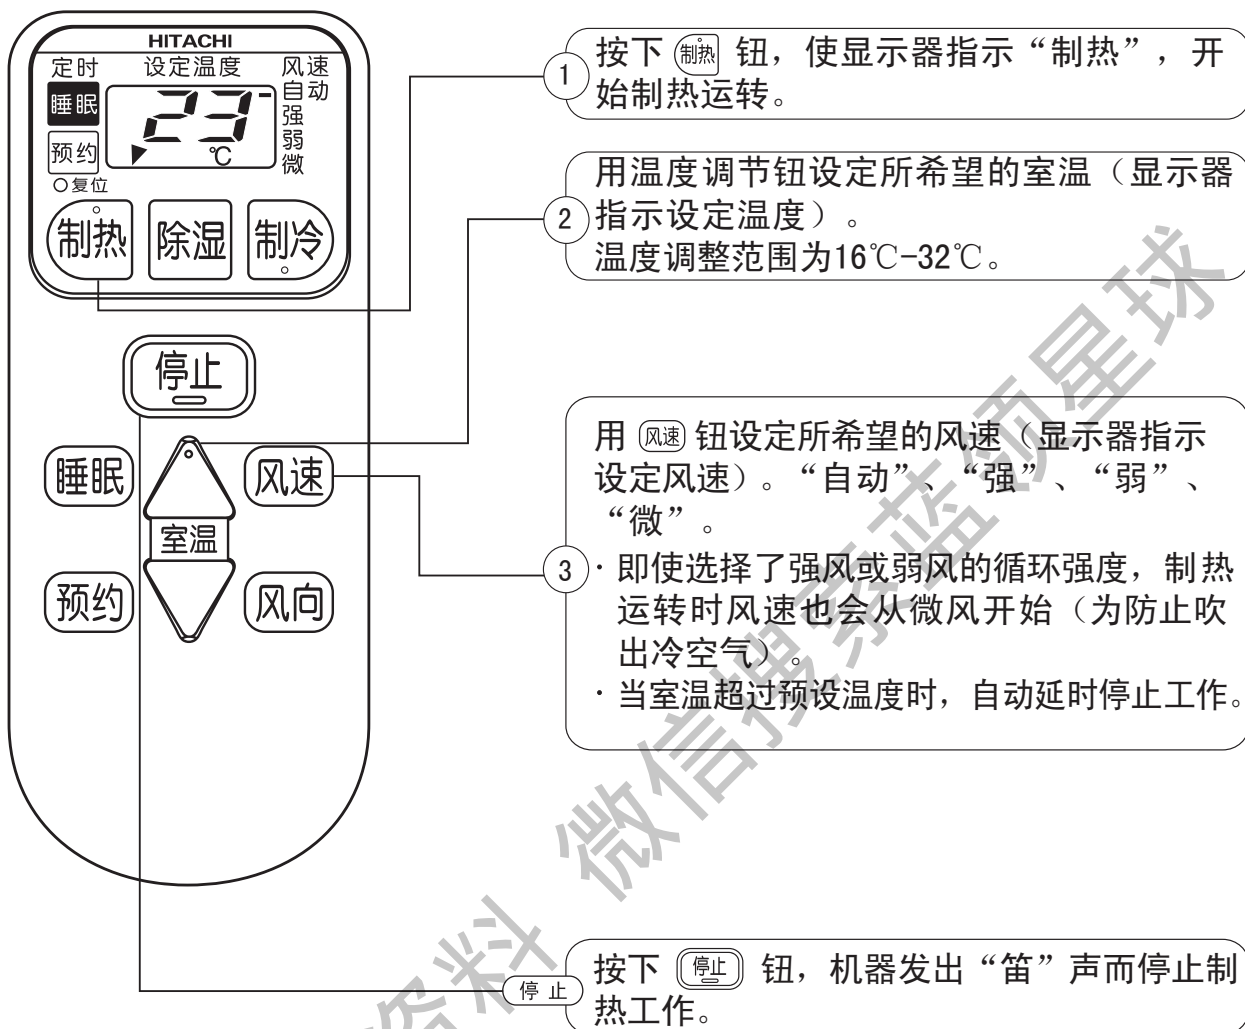 HITACHI
定时 设定温度 风速
睡眠 23 ℃ 自动
强
预约 弱
微
复位
制热 除湿 制冷
停止
睡眠 风速
室温
预约 风向
1 按下 制热 钮，使显示器指示“制热”，开
始制热运转。
用温度调节钮设定所希望的室温（显示器
2 指示设定温度）。
温度调整范围为16℃-32℃。
用 风速 钮设定所希望的风速（显示器指示
设定风速）。“自动”、“强”、“弱”、
“微”。
3 · 即使选择了强风或弱风的循环强度，制热
运转时风速也会从微风开始（为防止吹
出冷空气）。
· 当室温超过预设温度时，自动延时停止工作。
停止 按下 停止 钮，机器发出“笛”声而停止制
热工作。
资料 微信搜索蓝领星球